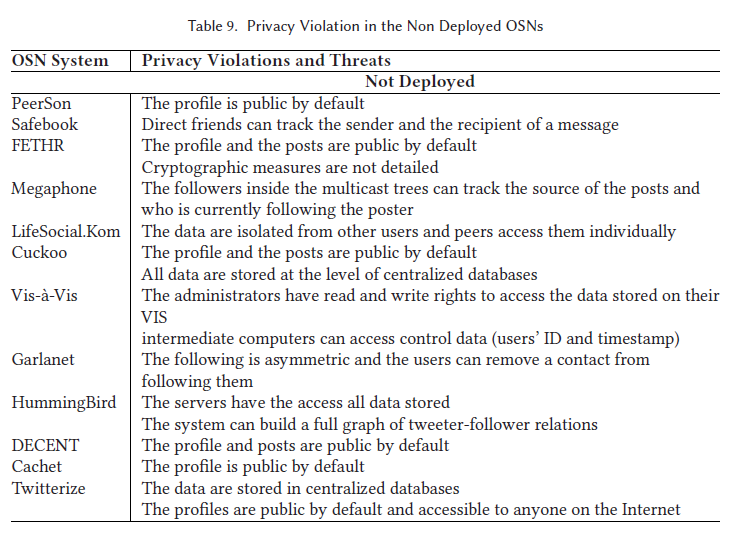 Table 9. Privacy Violation in the Non Deployed OSNs
OSN System Privacy Violations and Threats
Not Deployed
PeerSon The profile is public by default
Safebook Direct friends can track the sender and the recipient of a message
FETHR The profile and the posts are public by default
Cryptographic measures are not detailed
Megaphone The followers inside the multicast trees can track the source of the posts and
who is currently following the poster
LifeSocial.Kom The data are isolated from other users and peers access them individually
Cuckoo The profile and the posts are public by default
All data are stored at the level of centralized databases
Vis-à-Vis The administrators have read and write rights to access the data stored on their
VIS
intermediate computers can access control data (users' ID and timestamp)
Garlanet The following is asymmetric and the users can remove a contact from
following them
HummingBird The servers have the access all data stored
The system can build a full graph of tweeter-follower relations
DECENT The profile and posts are public by default
Cachet The profile is public by default
Twitterize The data are stored in centralized databases
The profiles are public by default and accessible to anyone on the Internet